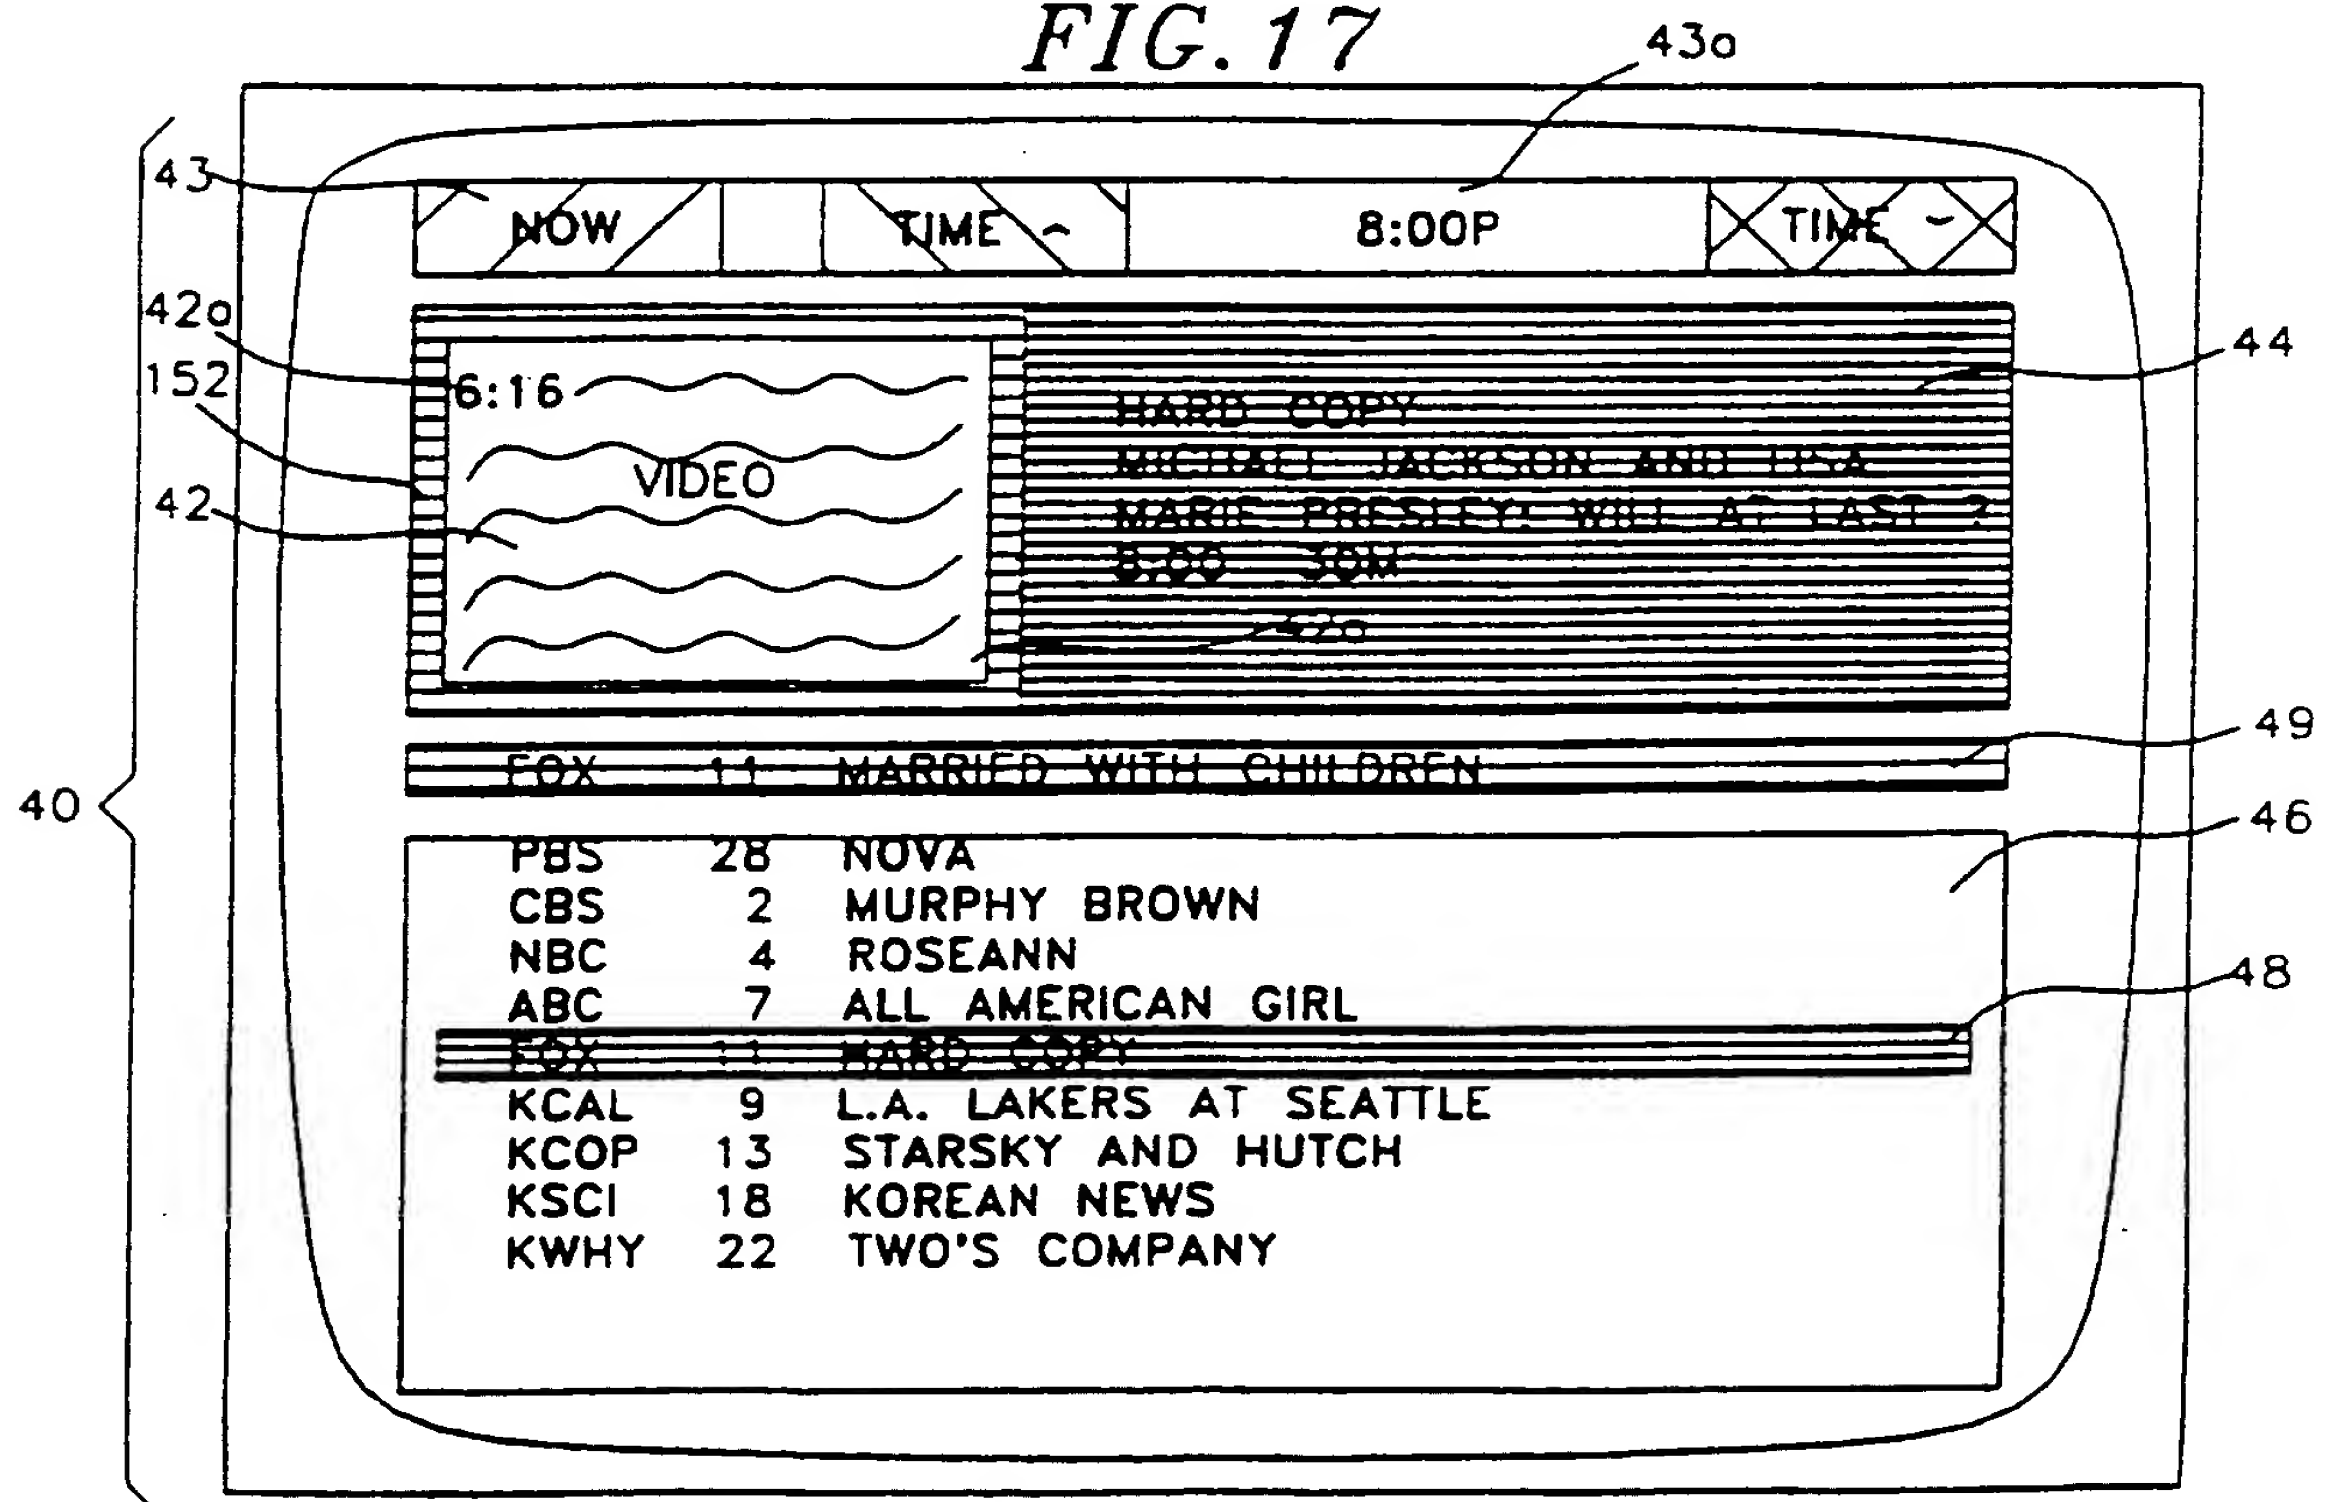 FIG. 17
43a
43
NOW TIME 8:00P TIME
42a
152
6:16
VIDEO
42
44
HARD COPY
MICHAEL JACKSON AND LISA
MARIE PRESLEY: WILL AT LAST ?
8:00 30M
49
FOX 11 MARRIED WITH CHILDREN
40
46
PBS 28 NOVA
CBS 2 MURPHY BROWN
NBC 4 ROSEANN
ABC 7 ALL AMERICAN GIRL
48
FOX 11 HARD COPY
KCAL 9 L.A. LAKERS AT SEATTLE
KCOP 13 STARSKY AND HUTCH
KSCI 18 KOREAN NEWS
KWHY 22 TWO'S COMPANY